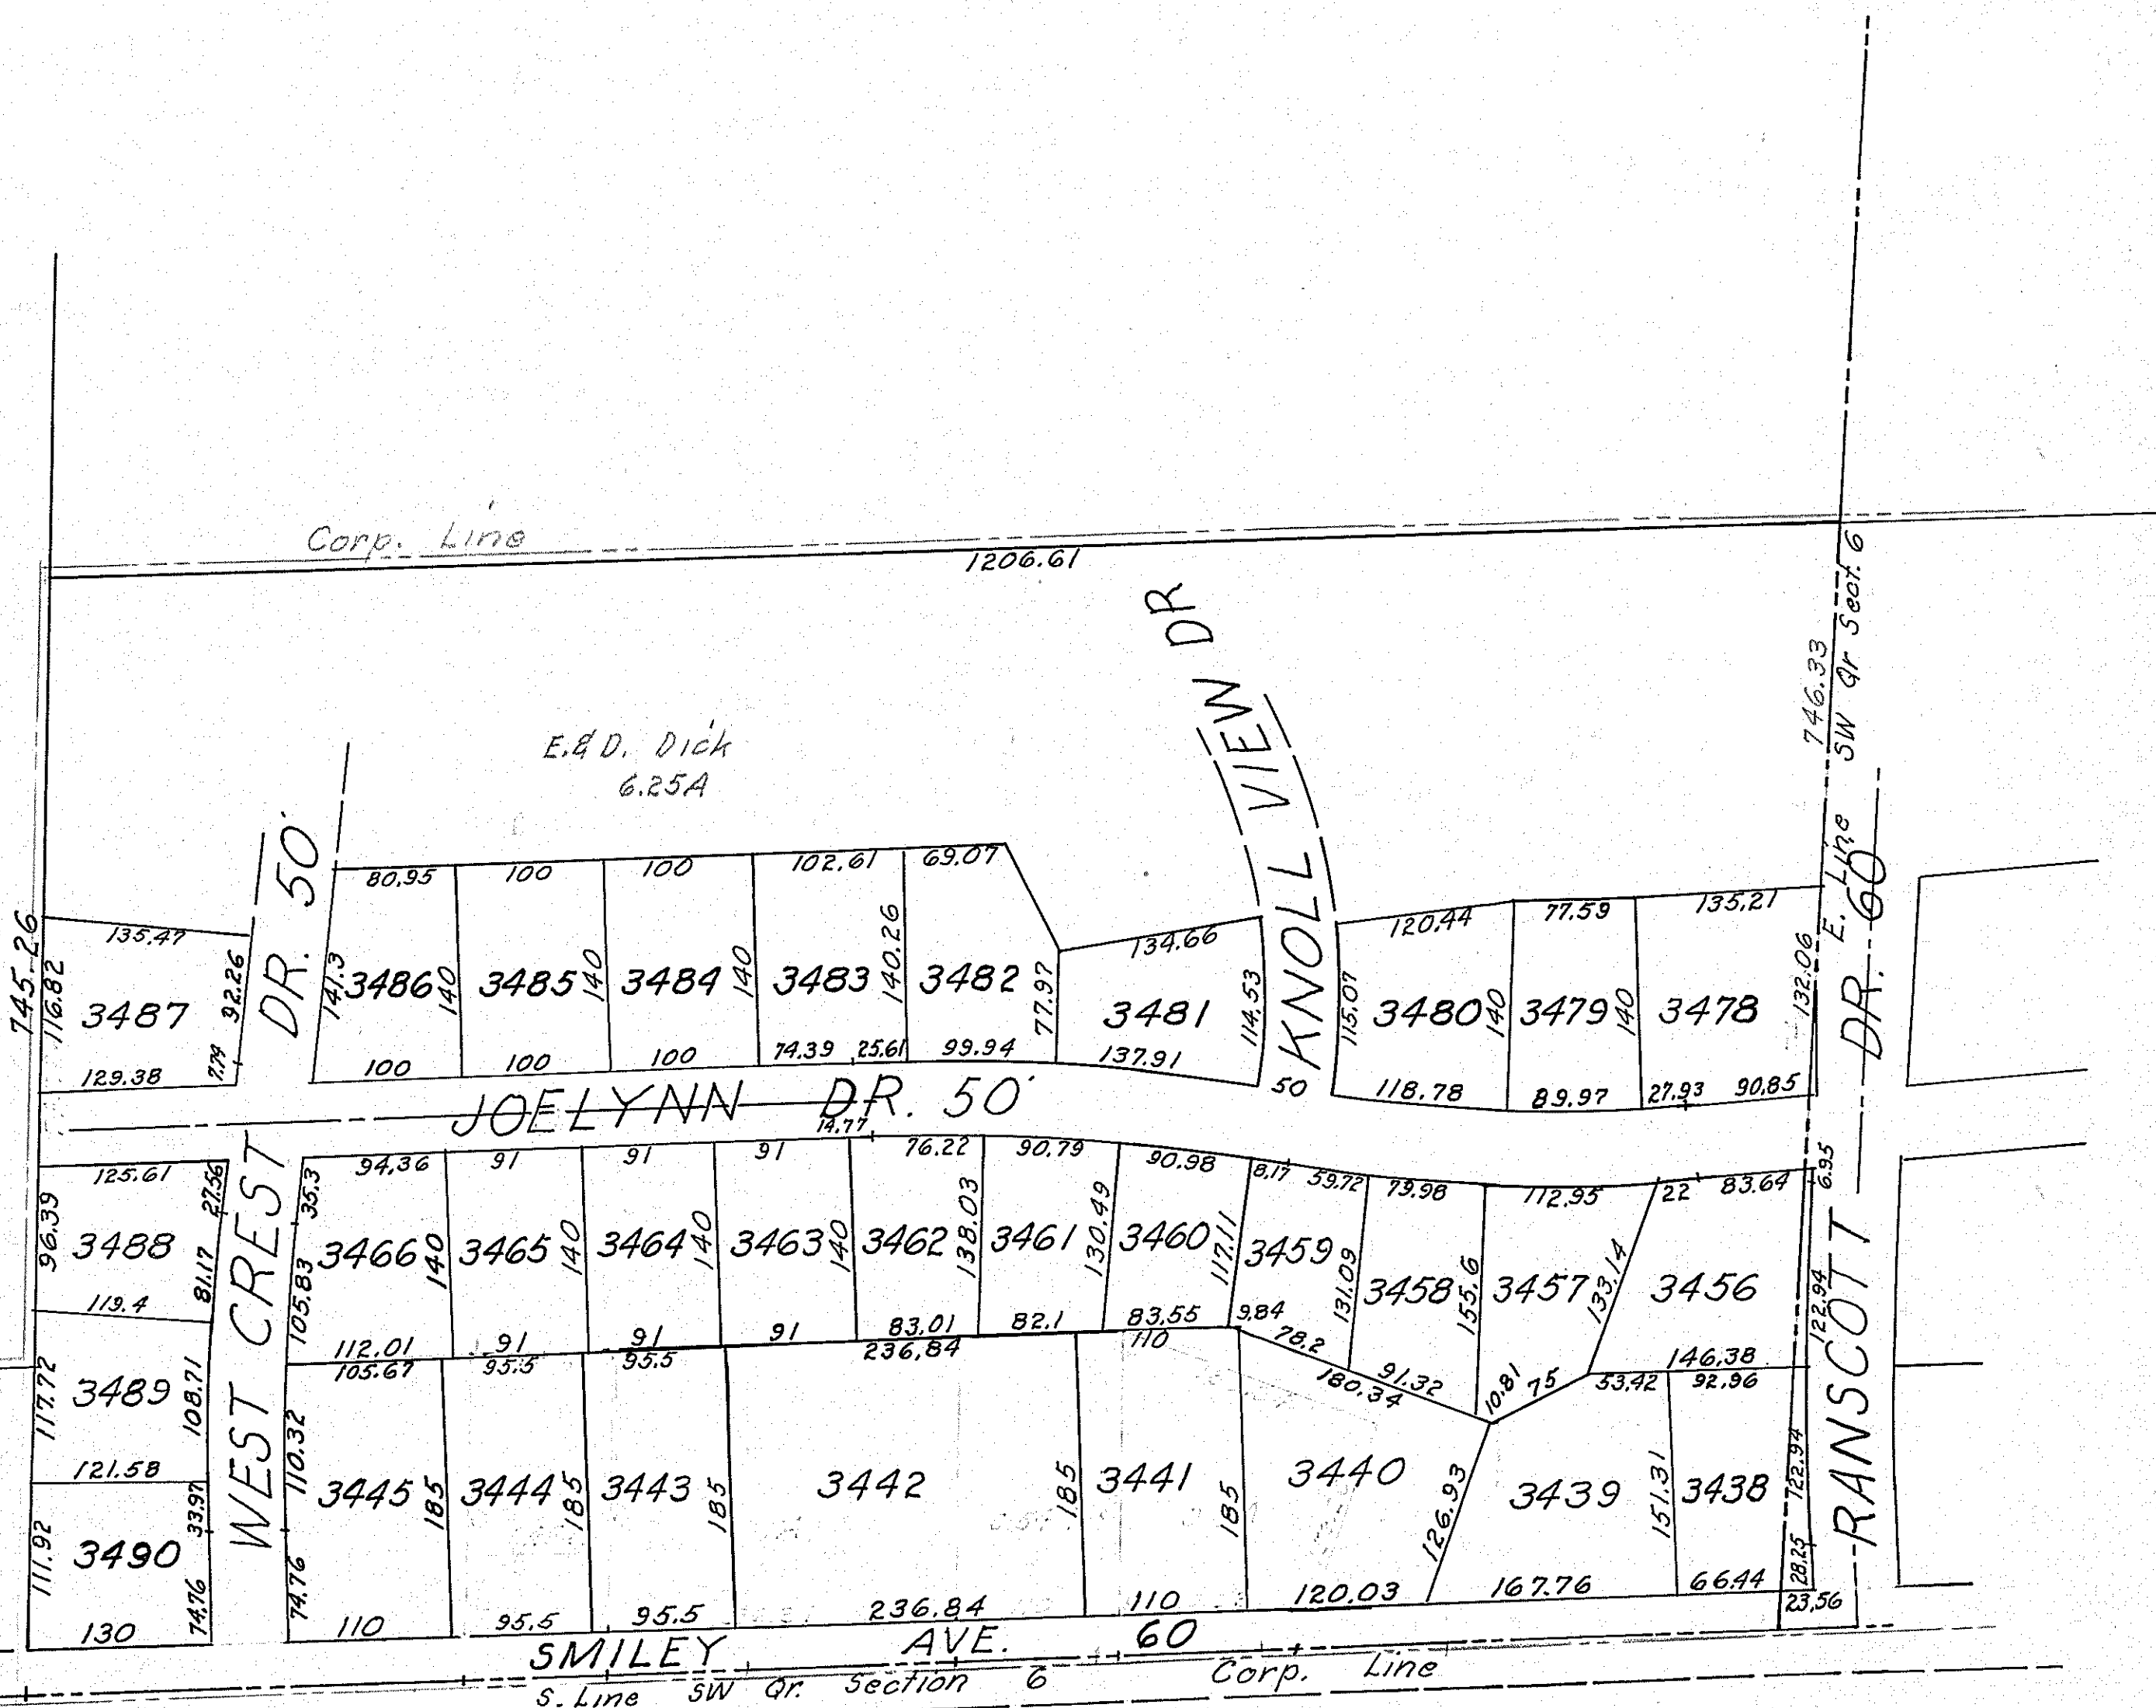 Corp. Line
1206.61
E. & D. Dick
6.25A
KNOLL VIEW DR
746.33
E. Line SW Qr Sect. 6
745.26
WEST CREST DR. 50'
80.95 100 100 102.61 69.07
135.47
116.82 3487 92.26
129.38 7.79
141.3 3486 140 3485 140 3484 140 3483 140.26 3482 77.97
134.66
3481 114.53
100 100 100 74.39 25.61 99.94 137.91
50
120.44 77.59 135.21
115.07 3480 140 3479 140 3478 132.06
118.78 89.97 27.93 90.85
JOELYNN DR. 50'
14.77
125.61 27.56
96.39 3488 81.17
119.4
35.3 94.36 91 91 91 76.22 90.79 90.98 8.17 59.72 79.98 112.95 22 83.64 6.95
105.83 3466 140 3465 140 3464 140 3463 140 3462 138.03 3461 130.49 3460 117.11 3459 131.09 3458 155.6 3457 133.14 3456 122.94
112.01 91 91 91 83.01 82.1 83.55 9.84 78.2 91.32 10.81 146.38
105.67 95.5 95.5 236.84 110 180.34 75 53.42 92.96
117.72 3489 108.71
121.58
111.92 3490 33.97
130 74.76
110.32 3445 185 3444 185 3443 185 3442 185 3441 185 3440 126.93 3439 151.31 3438 122.94
74.76 110 95.5 95.5 236.84 110 120.03 167.76 66.44 28.25
23.56
RANSCOTT DR. 60
SMILEY AVE. 60
S. Line SW Qr. Section 6 Corp. Line